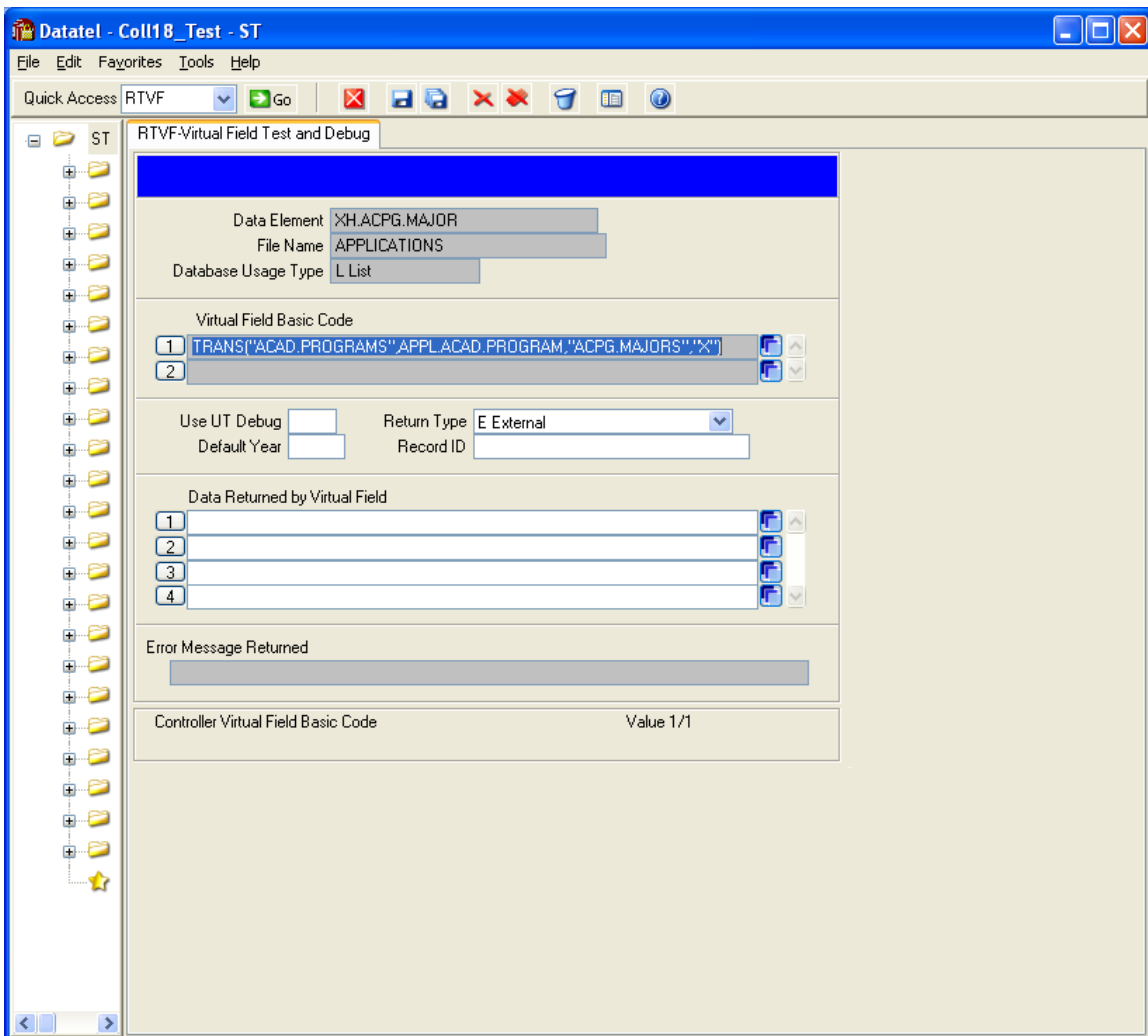 Datatel - Coll18_Test - ST
File Edit Favorites Tools Help
Quick Access RTVF Go
ST
RTVF-Virtual Field Test and Debug
Data Element XH.ACPG.MAJOR
File Name APPLICATIONS
Database Usage Type L List
Virtual Field Basic Code
1 TRANS("ACAD.PROGRAMS",APPL.ACAD.PROGRAM,"ACPG.MAJORS","X")
2
Use UT Debug Return Type E External
Default Year Record ID
Data Returned by Virtual Field
1
2
3
4
Error Message Returned
Controller Virtual Field Basic Code Value 1/1